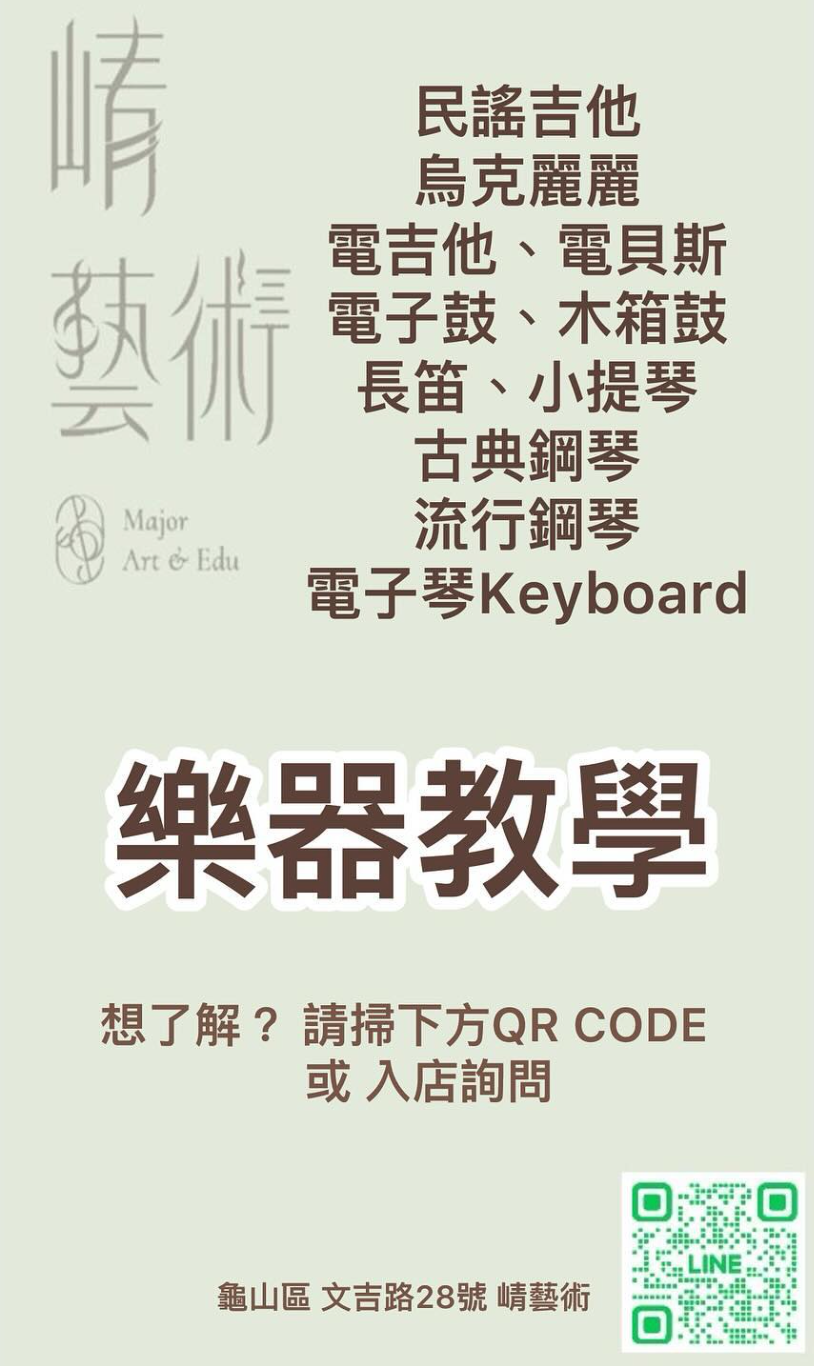 崝
藝術
Major
Art & Edu
民謠吉他
烏克麗麗
電吉他、電貝斯
電子鼓、木箱鼓
長笛、小提琴
古典鋼琴
流行鋼琴
電子琴Keyboard
樂器教學
想了解？ 請掃下方QR CODE
或 入店詢問
LINE
龜山區 文吉路28號 崝藝術